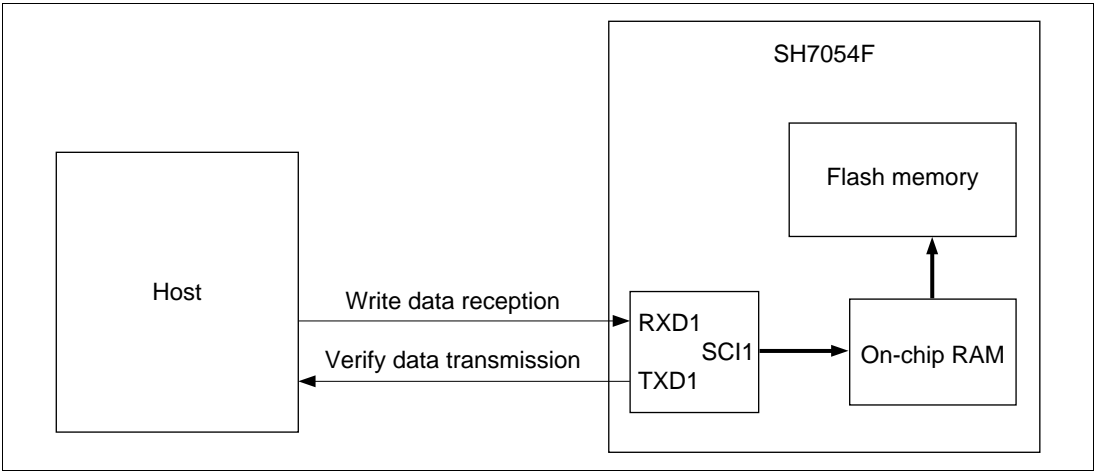 SH7054F
Flash memory
Host
Write data reception
RXD1
SCI1
On-chip RAM
Verify data transmission
TXD1